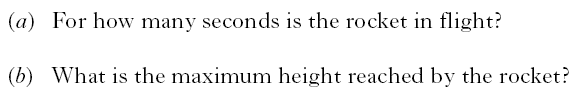 (a) For how many seconds is the rocket in flight?
(b) What is the maximum height reached by the rocket?